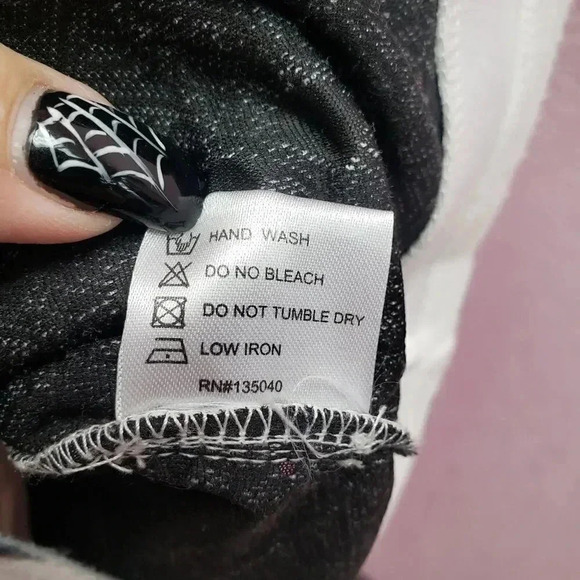 HAND WASH
DO NO BLEACH
DO NOT TUMBLE DRY
LOW IRON
RN#135040